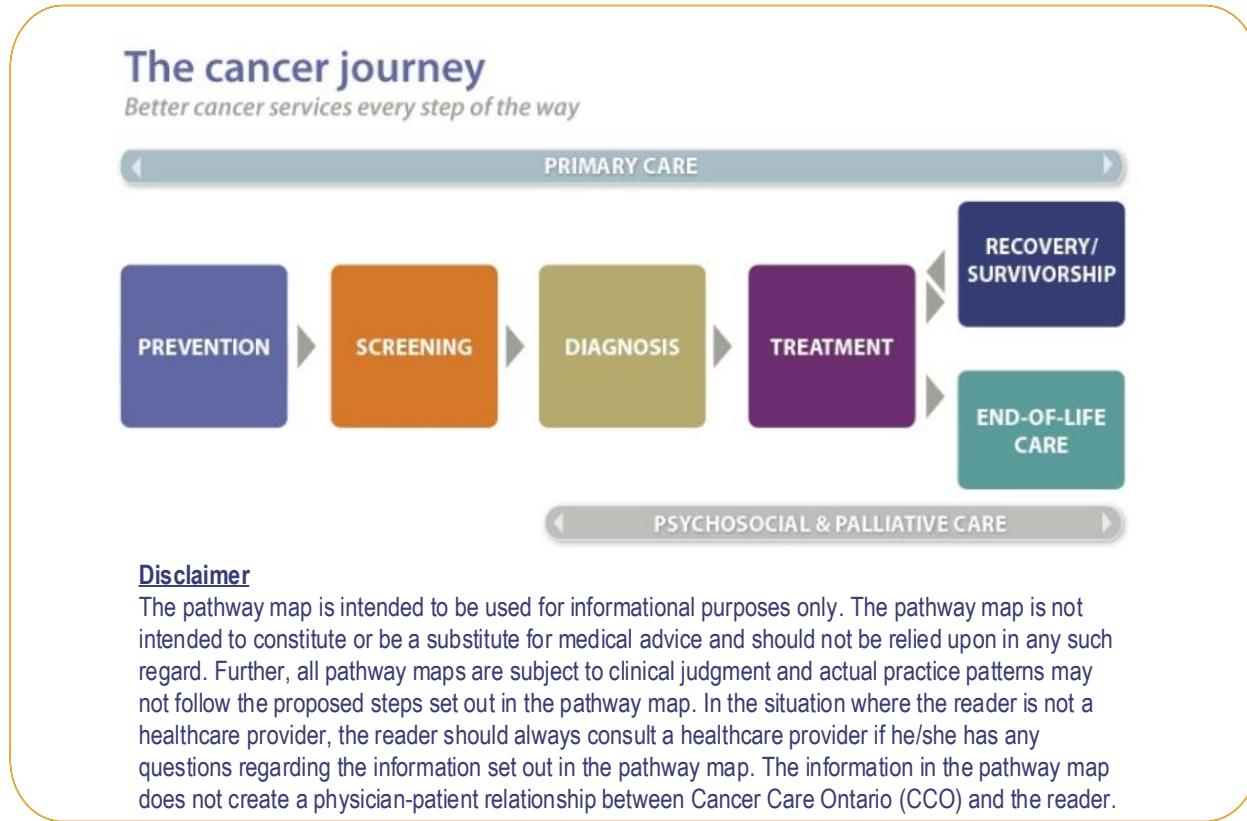 The cancer journey
Better cancer services every step of the way
PRIMARY CARE
PREVENTION
SCREENING
DIAGNOSIS
TREATMENT
RECOVERY/
SURVIVORSHIP
END-OF-LIFE
CARE
PSYCHOSOCIAL & PALLIATIVE CARE
Disclaimer
The pathway map is intended to be used for informational purposes only. The pathway map is not
intended to constitute or be a substitute for medical advice and should not be relied upon in any such
regard. Further, all pathway maps are subject to clinical judgment and actual practice patterns may
not follow the proposed steps set out in the pathway map. In the situation where the reader is not a
healthcare provider, the reader should always consult a healthcare provider if he/she has any
questions regarding the information set out in the pathway map. The information in the pathway map
does not create a physician-patient relationship between Cancer Care Ontario (CCO) and the reader.